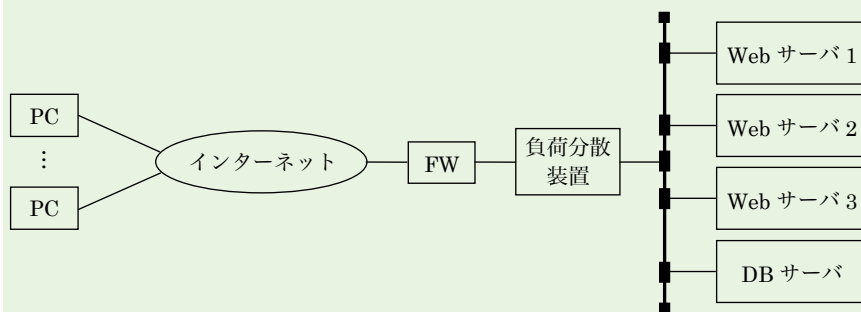 PC
⋮
PC
インターネット
FW
負荷分散
装置
Web サーバ 1
Web サーバ 2
Web サーバ 3
DB サーバ